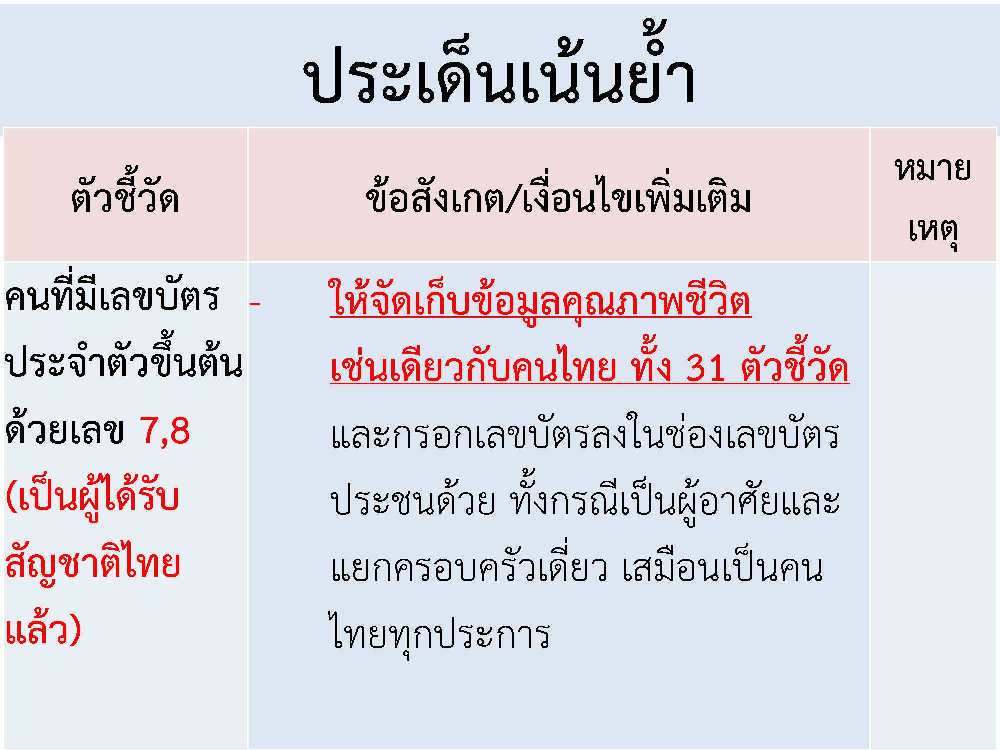 ประเด็นเน้นย้ำ
ตัวชี้วัด
ข้อสังเกต/เงื่อนไขเพิ่มเติม
หมาย
เหตุ
คนที่มีเลขบัตร
ประจำตัวขึ้นต้น
ด้วยเลข 7,8
(เป็นผู้ได้รับ
สัญชาติไทย
แล้ว)
- ให้จัดเก็บข้อมูลคุณภาพชีวิต
เช่นเดียวกับคนไทย ทั้ง 31 ตัวชี้วัด
และกรอกเลขบัตรลงในช่องเลขบัตร
ประชนด้วย ทั้งกรณีเป็นผู้อาศัยและ
แยกครอบครัวเดี่ยว เสมือนเป็นคน
ไทยทุกประการ